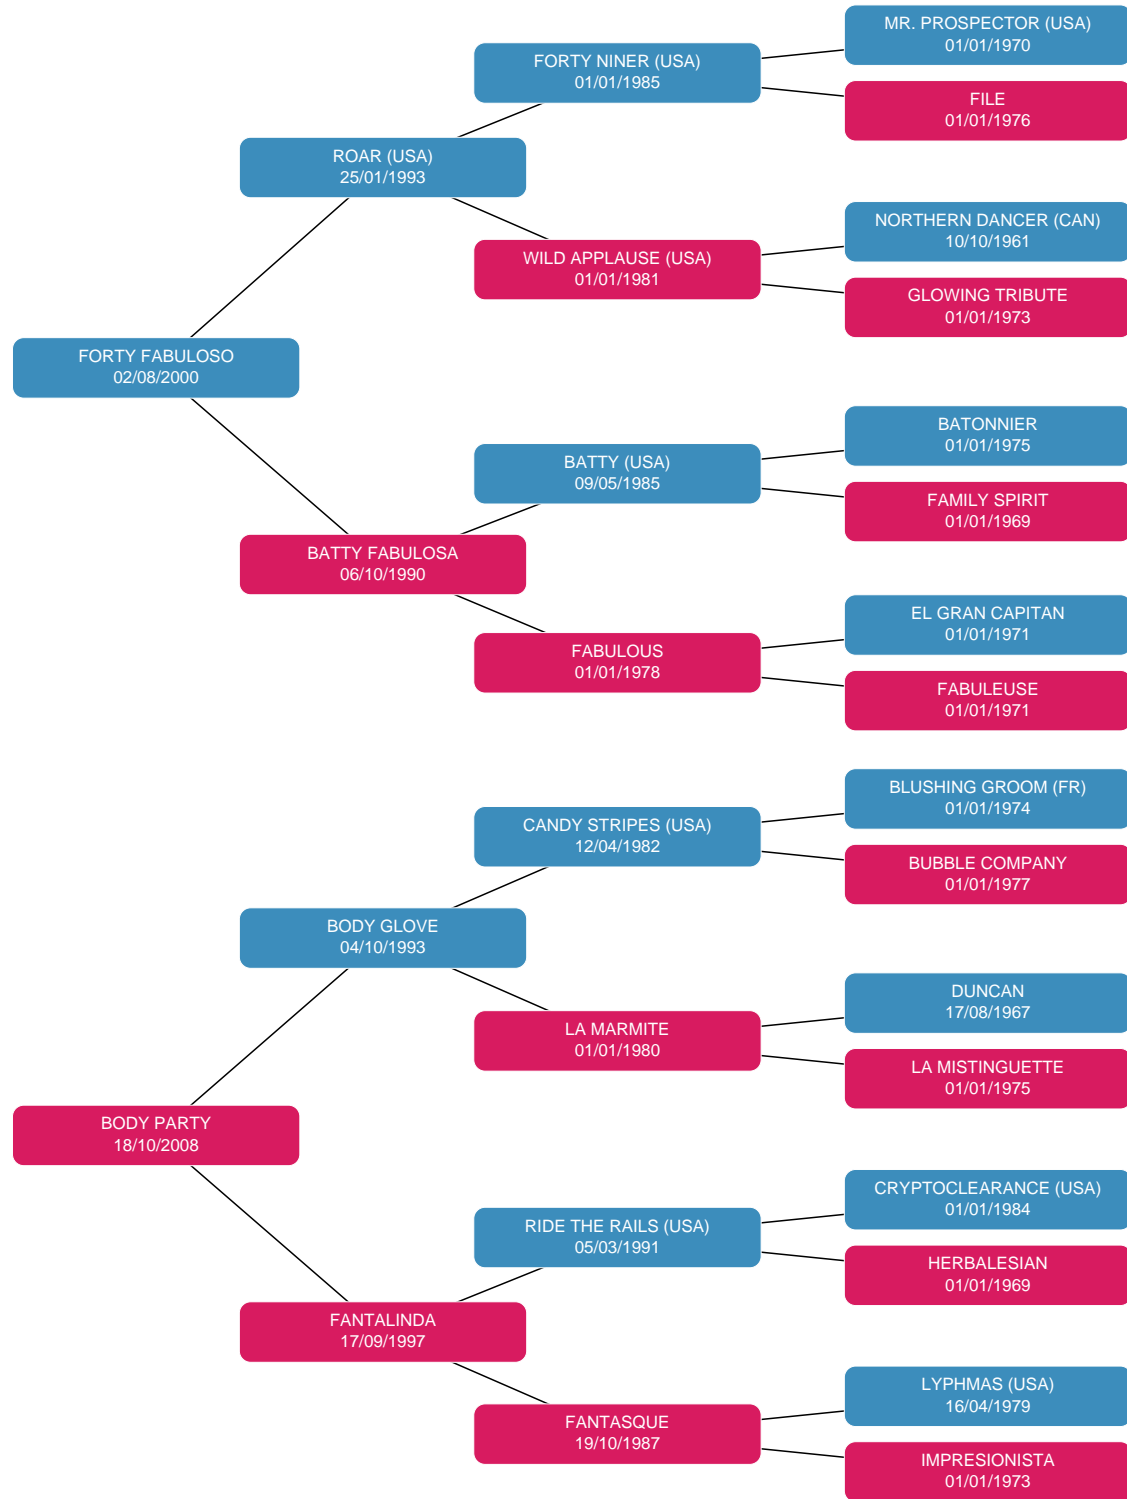 MR. PROSPECTOR (USA)
01/01/1970
FORTY NINER (USA)
01/01/1985
FILE
01/01/1976
ROAR (USA)
25/01/1993
NORTHERN DANCER (CAN)
10/10/1961
WILD APPLAUSE (USA)
01/01/1981
GLOWING TRIBUTE
01/01/1973
FORTY FABULOSO
02/08/2000
BATONNIER
01/01/1975
BATTY (USA)
09/05/1985
FAMILY SPIRIT
01/01/1969
BATTY FABULOSA
06/10/1990
EL GRAN CAPITAN
01/01/1971
FABULOUS
01/01/1978
FABULEUSE
01/01/1971
BLUSHING GROOM (FR)
01/01/1974
CANDY STRIPES (USA)
12/04/1982
BUBBLE COMPANY
01/01/1977
BODY GLOVE
04/10/1993
DUNCAN
17/08/1967
LA MARMITE
01/01/1980
LA MISTINGUETTE
01/01/1975
BODY PARTY
18/10/2008
CRYPTOCLEARANCE (USA)
01/01/1984
RIDE THE RAILS (USA)
05/03/1991
HERBALESIAN
01/01/1969
FANTALINDA
17/09/1997
LYPHMAS (USA)
16/04/1979
FANTASQUE
19/10/1987
IMPRESIONISTA
01/01/1973